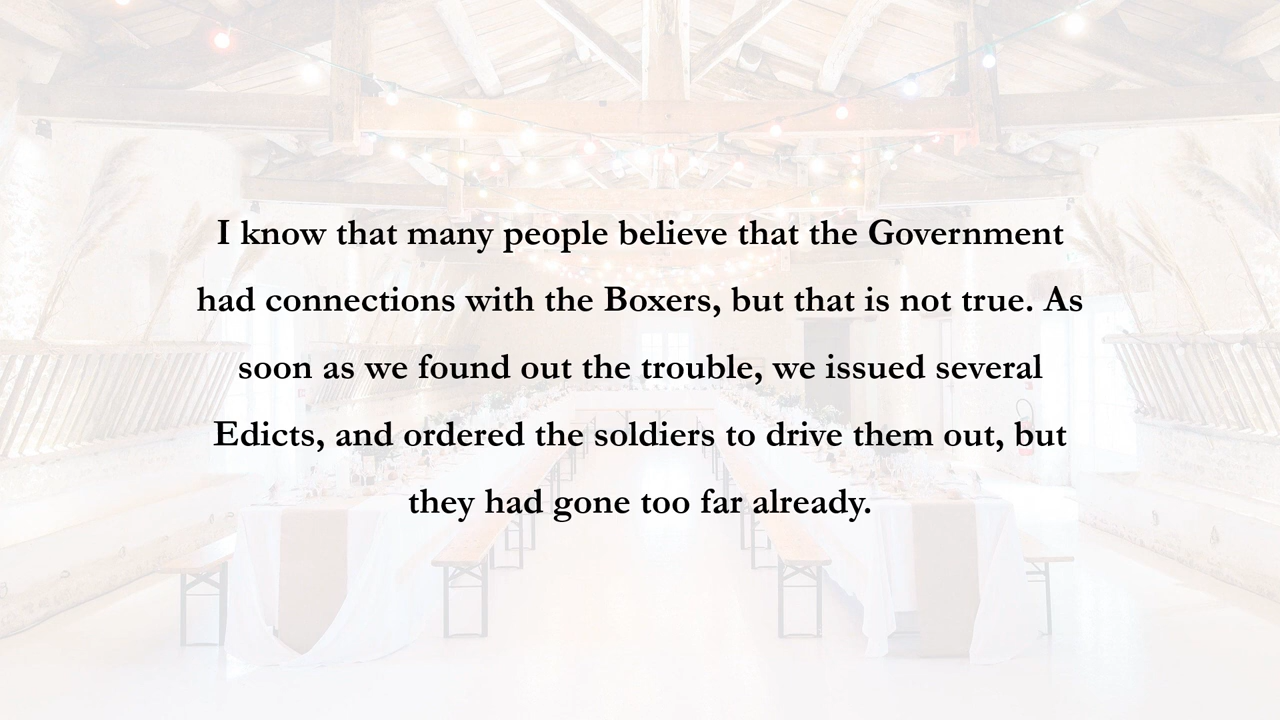 I know that many people believe that the Government
had connections with the Boxers, but that is not true. As
soon as we found out the trouble, we issued several
Edicts, and ordered the soldiers to drive them out, but
they had gone too far already.